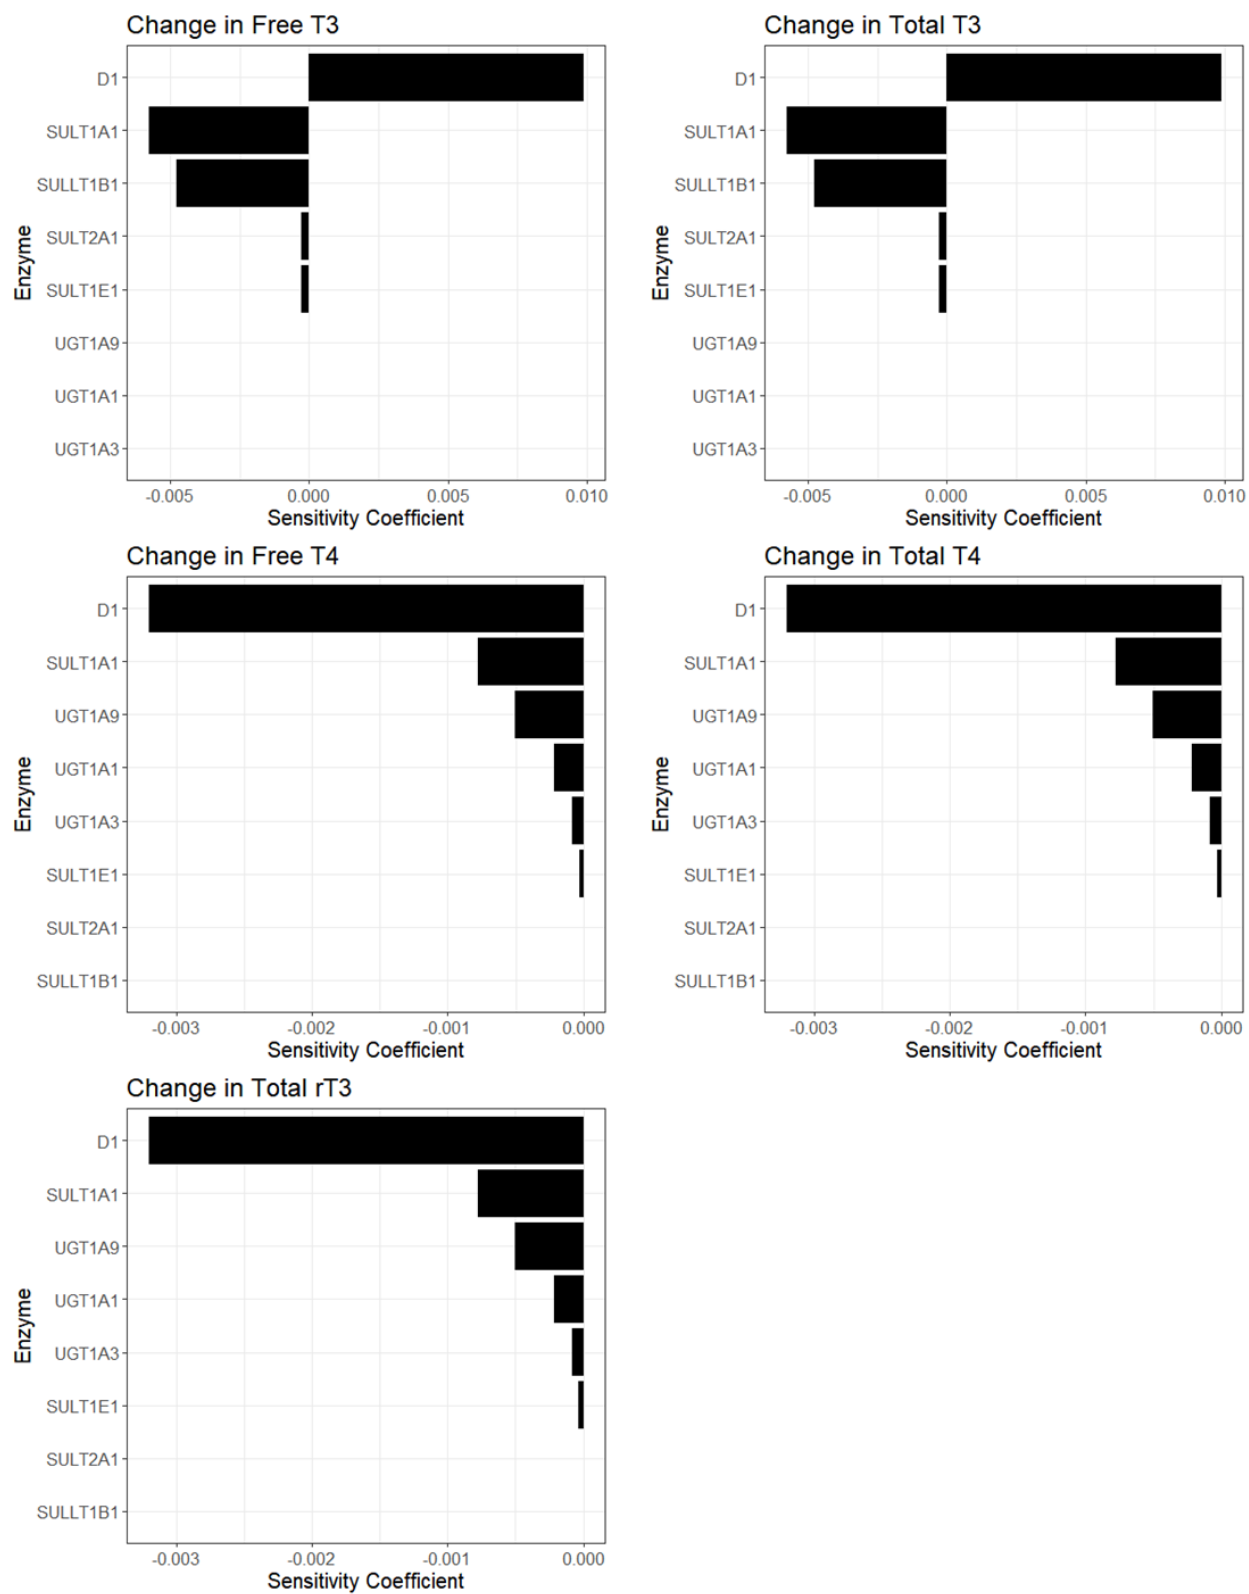 Change in Free T3
Enzyme
D1
SULT1A1
SULLT1B1
SULT2A1
SULT1E1
UGT1A9
UGT1A1
UGT1A3
-0.005 0.000 0.005 0.010
Sensitivity Coefficient
Change in Total T3
Enzyme
D1
SULT1A1
SULLT1B1
SULT2A1
SULT1E1
UGT1A9
UGT1A1
UGT1A3
-0.005 0.000 0.005 0.010
Sensitivity Coefficient
Change in Free T4
Enzyme
D1
SULT1A1
UGT1A9
UGT1A1
UGT1A3
SULT1E1
SULT2A1
SULLT1B1
-0.003 -0.002 -0.001 0.000
Sensitivity Coefficient
Change in Total T4
Enzyme
D1
SULT1A1
UGT1A9
UGT1A1
UGT1A3
SULT1E1
SULT2A1
SULLT1B1
-0.003 -0.002 -0.001 0.000
Sensitivity Coefficient
Change in Total rT3
Enzyme
D1
SULT1A1
UGT1A9
UGT1A1
UGT1A3
SULT1E1
SULT2A1
SULLT1B1
-0.003 -0.002 -0.001 0.000
Sensitivity Coefficient